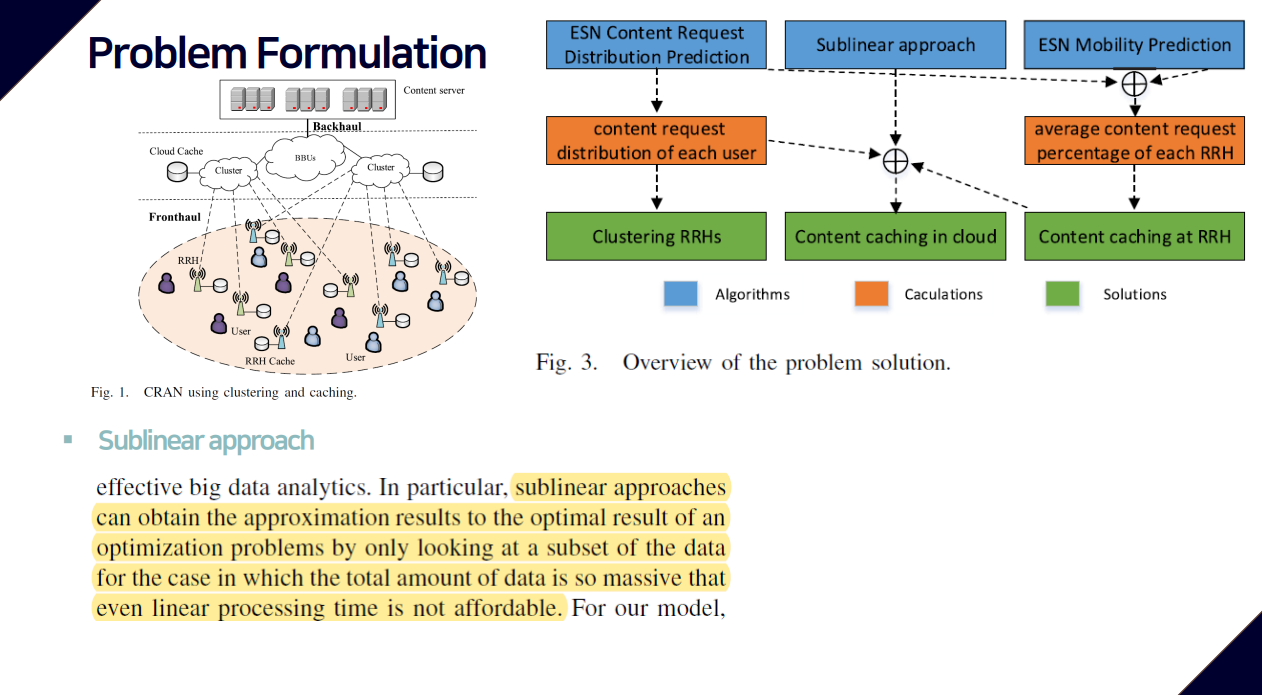 Problem Formulation
Content server
Backhaul
Cloud Cache
BBUs
Cluster
Cluster
Fronthaul
RRH
User
RRH Cache
User
Fig. 1. CRAN using clustering and caching.
ESN Content Request
Distribution Prediction
Sublinear approach
ESN Mobility Prediction
content request
distribution of each user
average content request
percentage of each RRH
Clustering RRHs
Content caching in cloud
Content caching at RRH
Algorithms
Caculations
Solutions
Fig. 3. Overview of the problem solution.
▪ Sublinear approach
effective big data analytics. In particular, sublinear approaches
can obtain the approximation results to the optimal result of an
optimization problems by only looking at a subset of the data
for the case in which the total amount of data is so massive that
even linear processing time is not affordable. For our model,